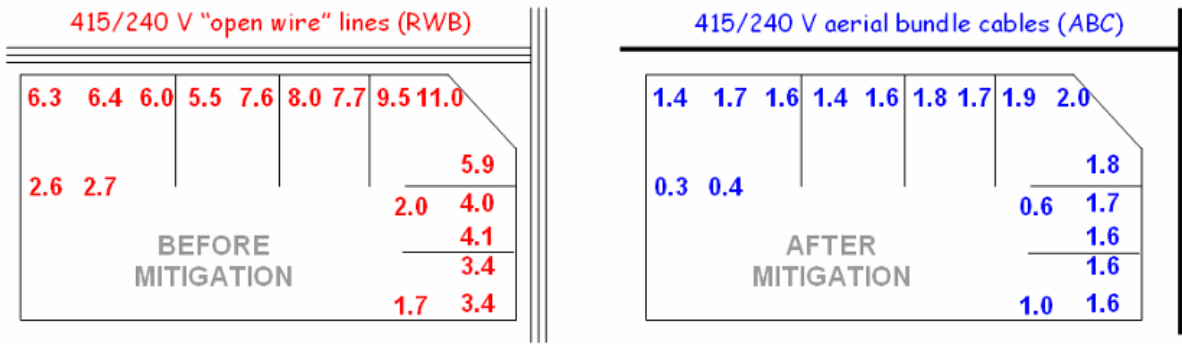 415/240 V “open wire” lines (RWB)
6.3 6.4 6.0 5.5 7.6 8.0 7.7 9.5 11.0
5.9
2.6 2.7
2.0 4.0
4.1
BEFORE
MITIGATION
3.4
1.7 3.4
415/240 V aerial bundle cables (ABC)
1.4 1.7 1.6 1.4 1.6 1.8 1.7 1.9 2.0
1.8
0.3 0.4
0.6 1.7
1.6
AFTER
MITIGATION
1.6
1.0 1.6